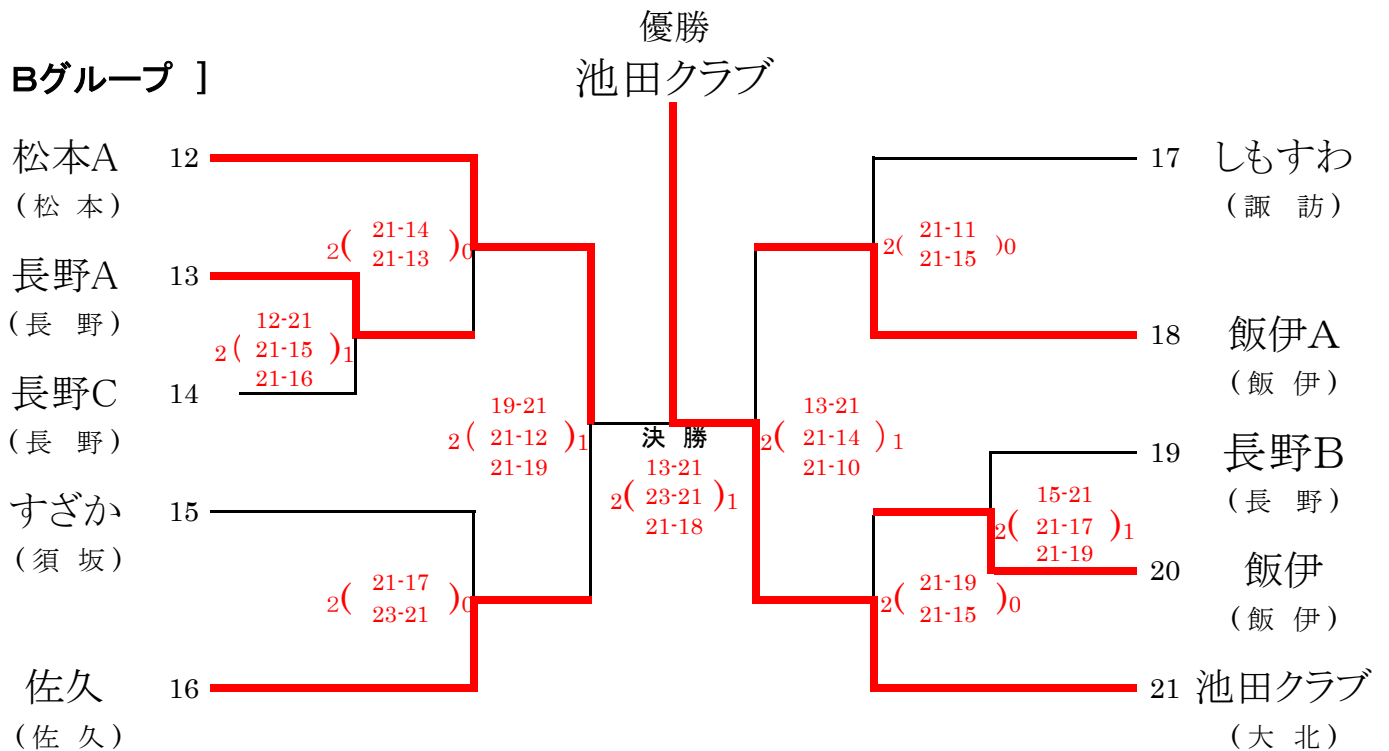 優勝
池田クラブ
Bグループ ]
松本A 12
(松 本)
2( 21-14 21-13 )0
長野A 13
(長 野)
2( 12-21 21-15 21-16 )1
長野C 14
(長 野)
2( 19-21 21-12 21-19 )1
すざか 15
(須 坂)
2( 21-17 23-21 )0
佐久 16
(佐 久)
決 勝
2( 13-21 23-21 21-18 )1
17 しもすわ
(諏 訪)
2( 21-11 21-15 )0
18 飯伊A
(飯 伊)
2( 13-21 21-14 21-10 )1
19 長野B
(長 野)
2( 15-21 21-17 21-19 )1
20 飯伊
(飯 伊)
2( 21-19 21-15 )0
21 池田クラブ
(大 北)